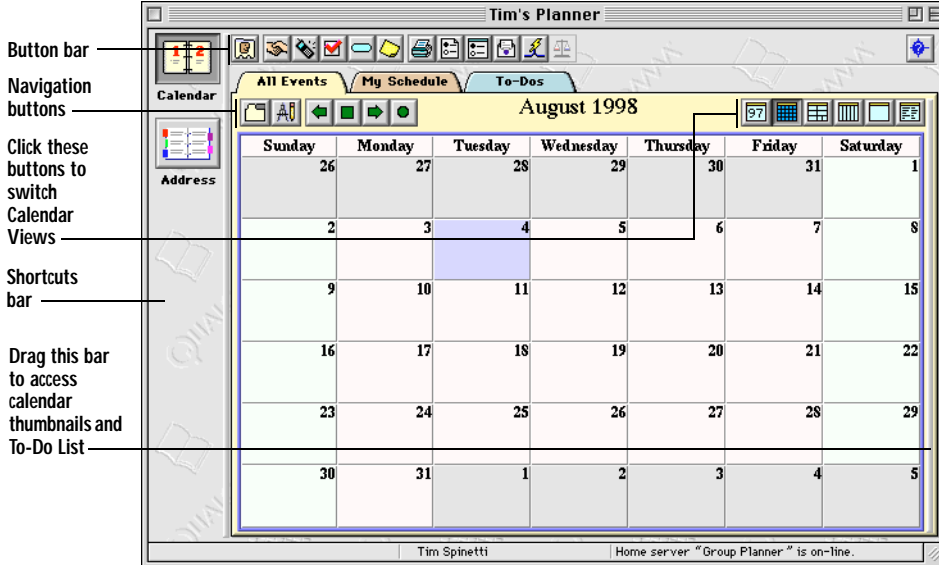 Tim's Planner
Button bar
Navigation
buttons
Click these
buttons to
switch
Calendar
Views
Shortcuts
bar
Drag this bar
to access
calendar
thumbnails and
To-Do List
1 2
Calendar
Address
All Events
My Schedule
To-Dos
August 1998
97
Sunday Monday Tuesday Wednesday Thursday Friday Saturday
26 27 28 29 30 31 1
2 3 4 5 6 7 8
9 10 11 12 13 14 15
16 17 18 19 20 21 22
23 24 25 26 27 28 29
30 31 1 2 3 4 5
Tim Spinetti
Home server "Group Planner" is on-line.